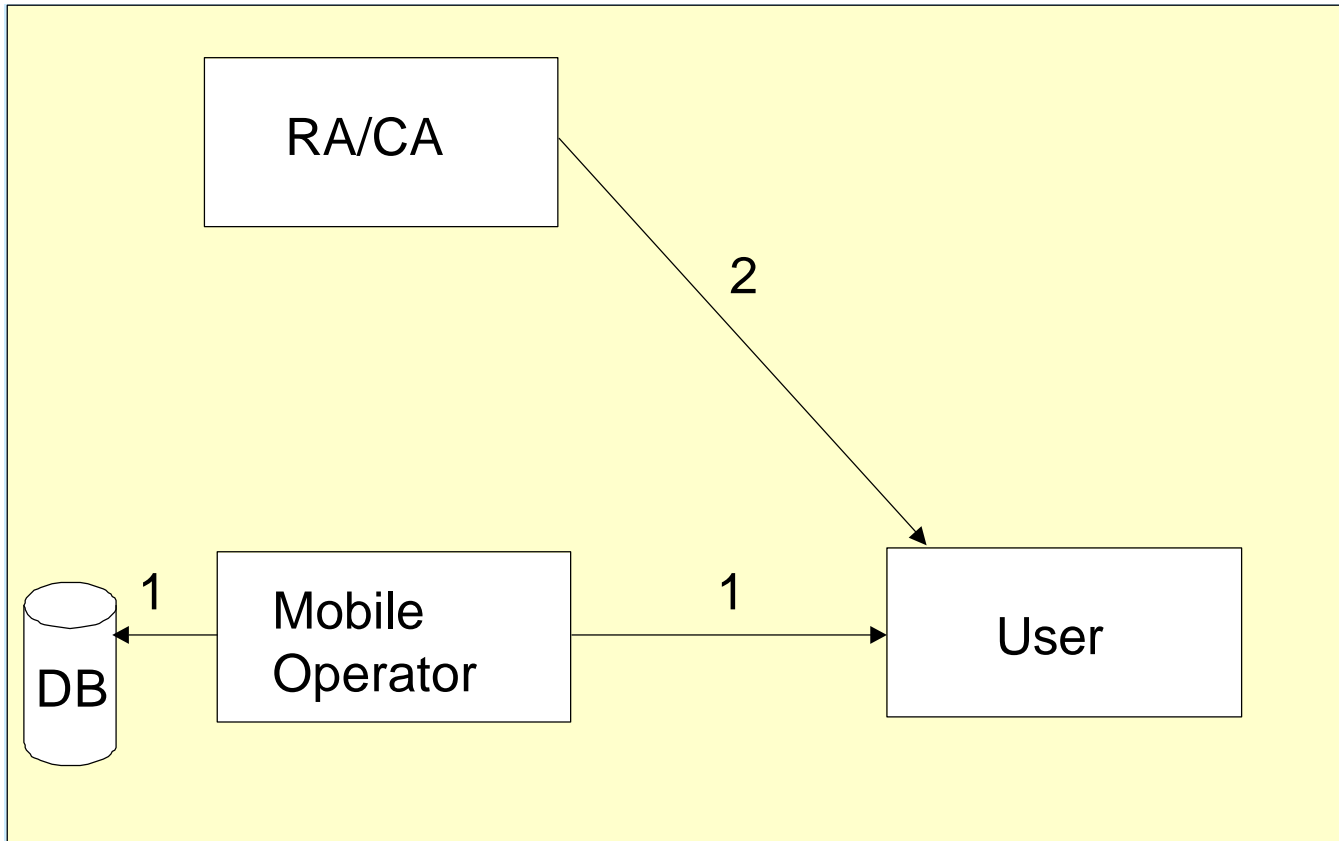 RA/CA
2
1
1
Mobile
Operator
User
DB